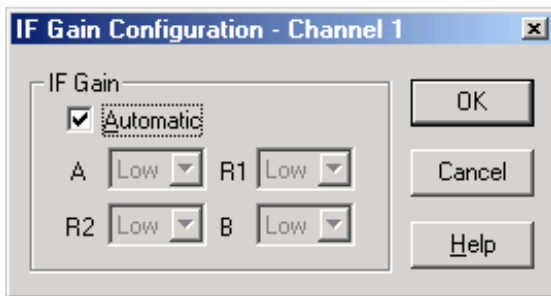 IF Gain Configuration - Channel 1
IF Gain
Automatic
A Low R1 Low
R2 Low B Low
OK
Cancel
Help